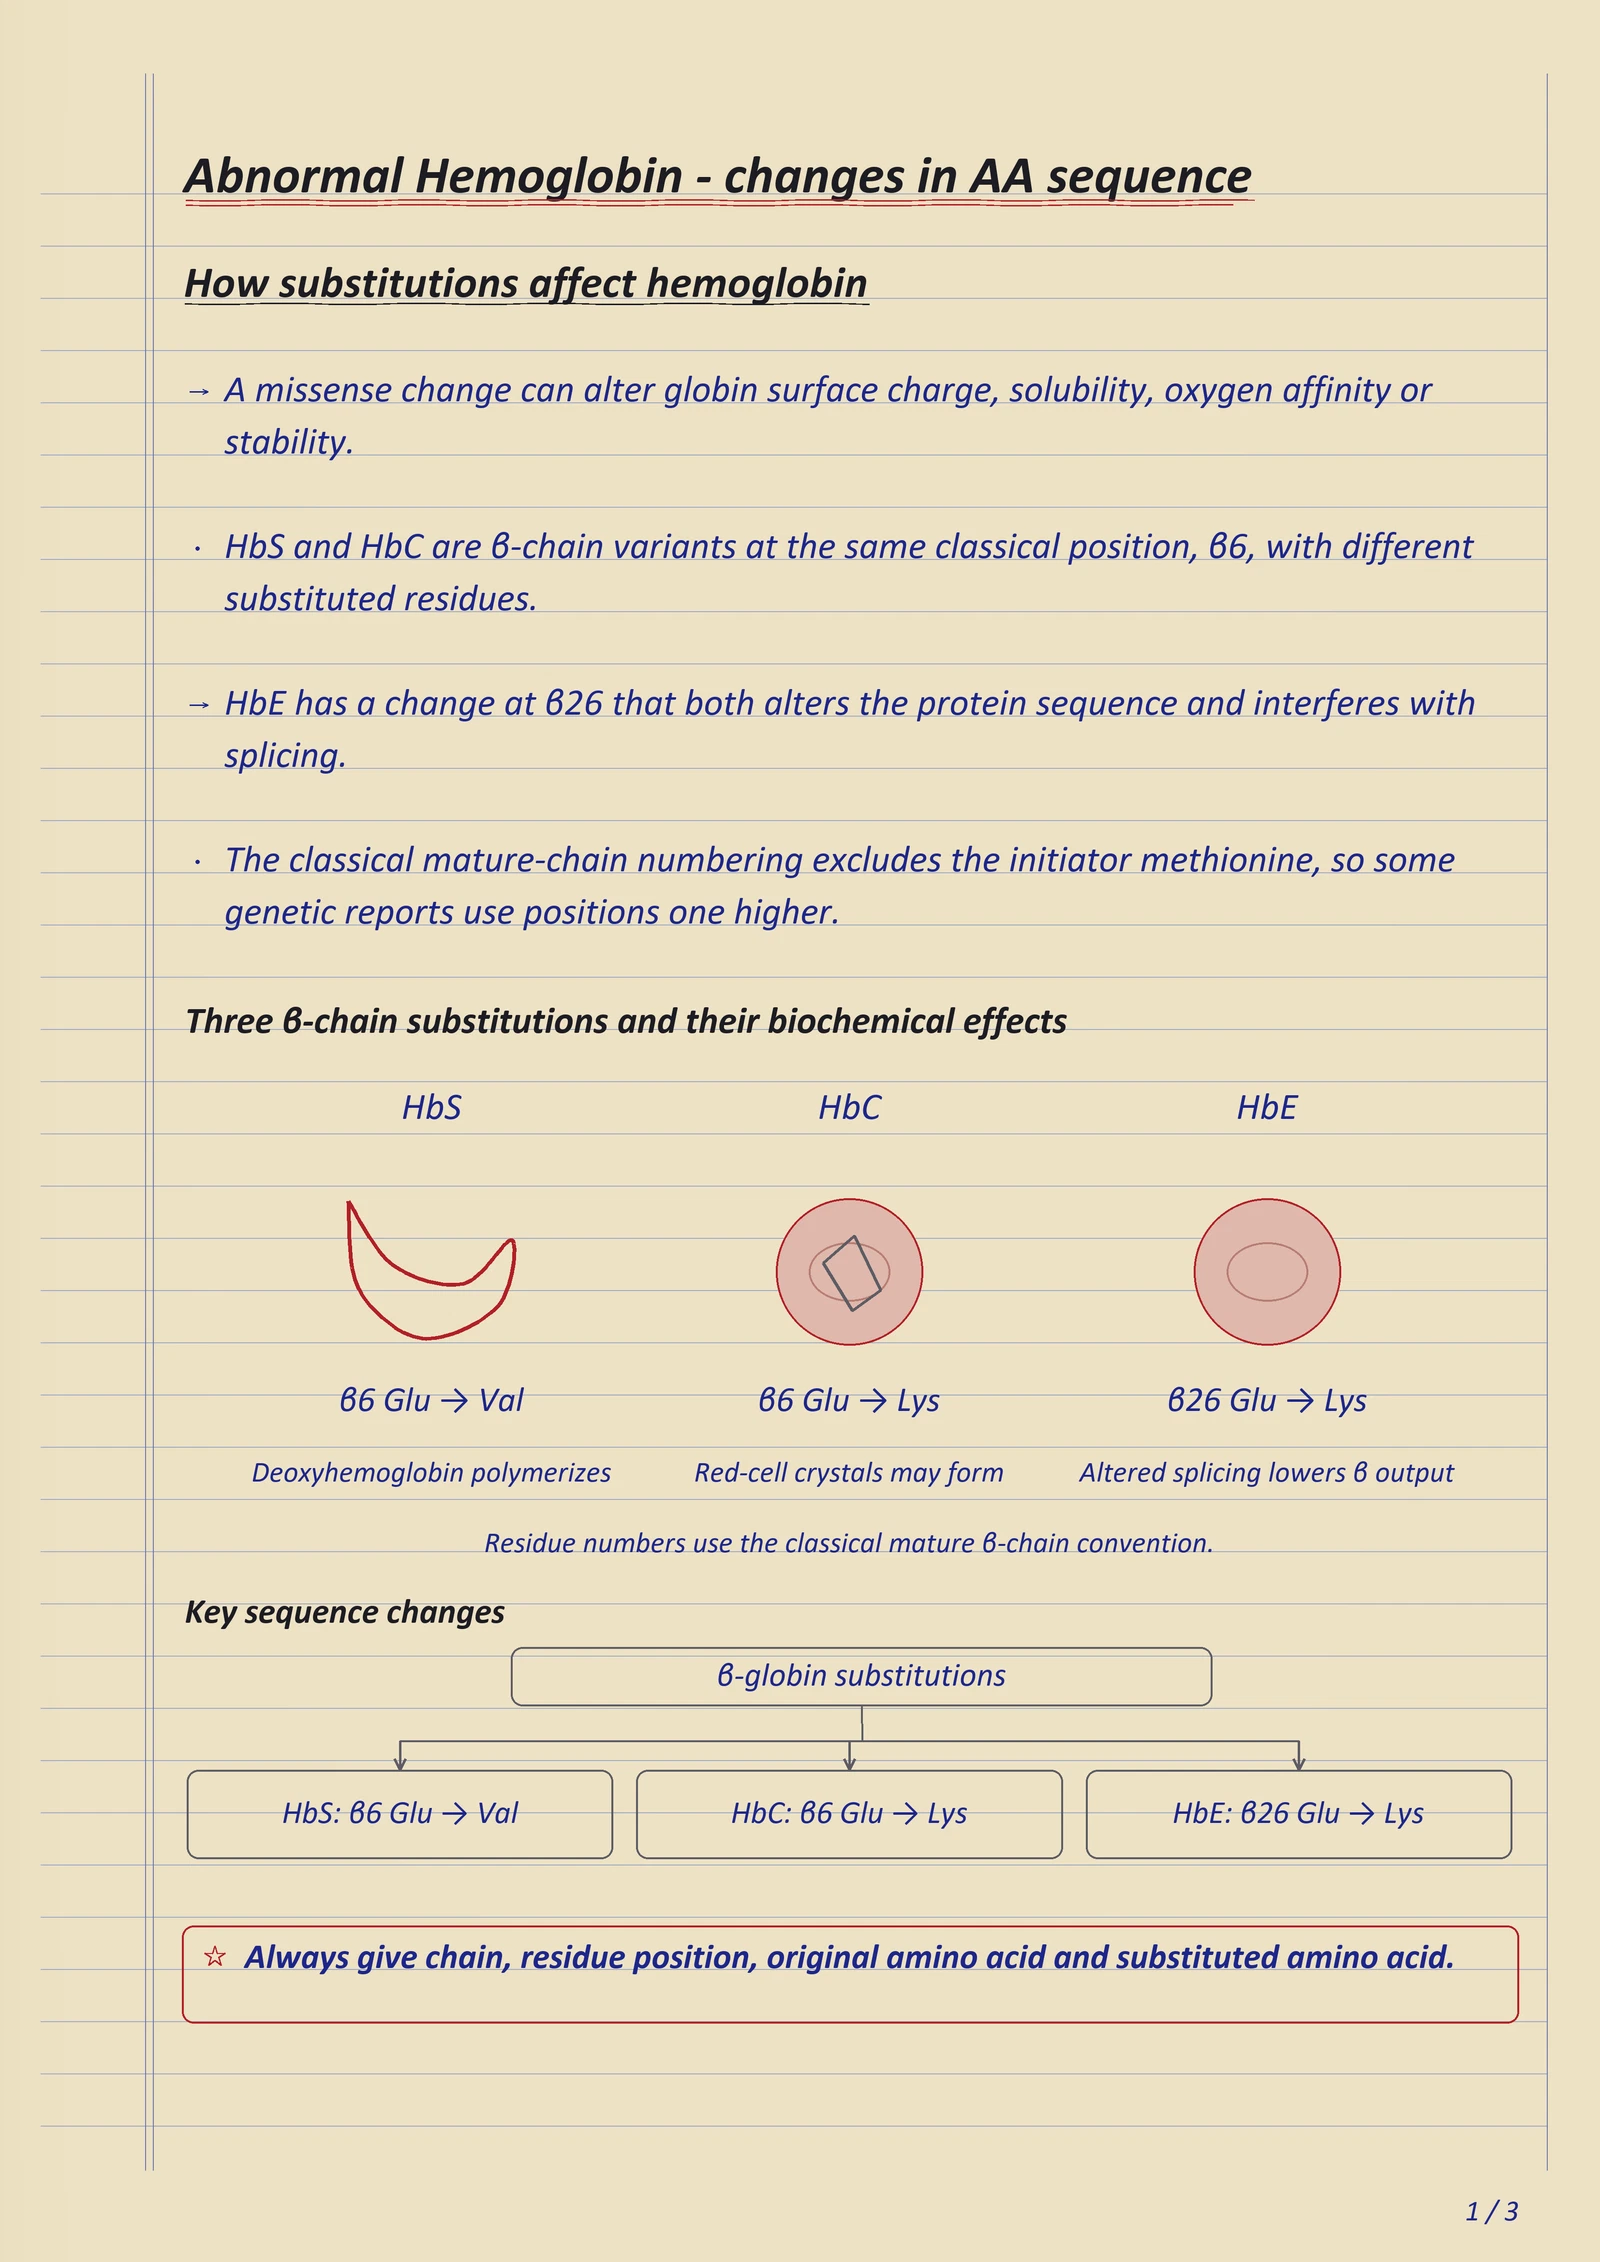 Abnormal Hemoglobin - changes in AA sequence
How substitutions affect hemoglobin
→ A missense change can alter globin surface charge, solubility, oxygen affinity or
stability.
· HbS and HbC are β-chain variants at the same classical position, β6, with different
substituted residues.
→ HbE has a change at β26 that both alters the protein sequence and interferes with
splicing.
· The classical mature-chain numbering excludes the initiator methionine, so some
genetic reports use positions one higher.
Three β-chain substitutions and their biochemical effects
HbS HbC HbE
β6 Glu → Val β6 Glu → Lys β26 Glu → Lys
Deoxyhemoglobin polymerizes Red-cell crystals may form Altered splicing lowers β output
Residue numbers use the classical mature β-chain convention.
Key sequence changes
β-globin substitutions
HbS: β6 Glu → Val HbC: β6 Glu → Lys HbE: β26 Glu → Lys
☆ Always give chain, residue position, original amino acid and substituted amino acid.
1 / 3